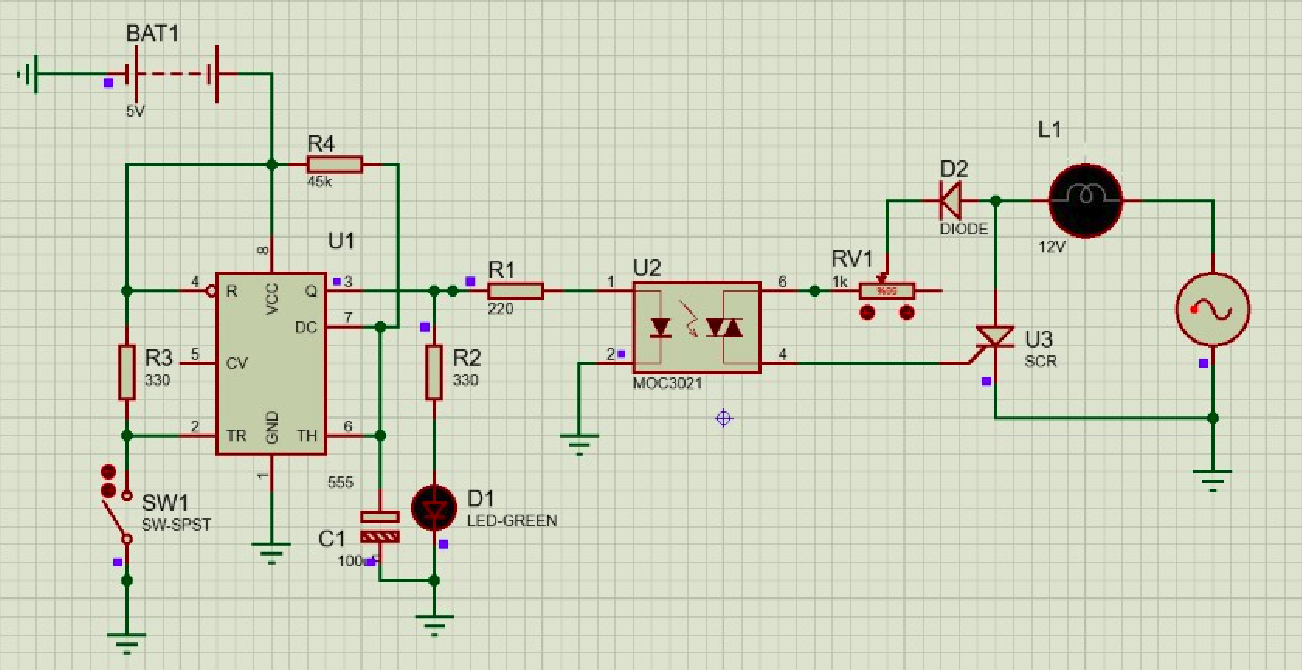 BAT1
5V
R4
45k
L1
D2
DIODE
12V
U1
8
VCC
4
R
Q
3
DC
7
R1
220
U2
1
6
2
4
MOC3021
RV1
1k
U3
SCR
R3
330
5
CV
R2
330
2
TR
GND
TH
6
1
555
SW1
SW-SPST
C1
D1
LED-GREEN